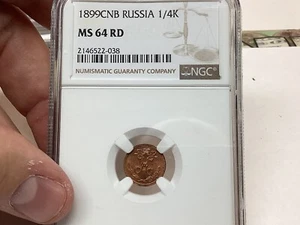 1899CNB RUSSIA 1/4K
MS 64 RD
2146522-038
NUMISMATIC GUARANTY COMPANY
NGC